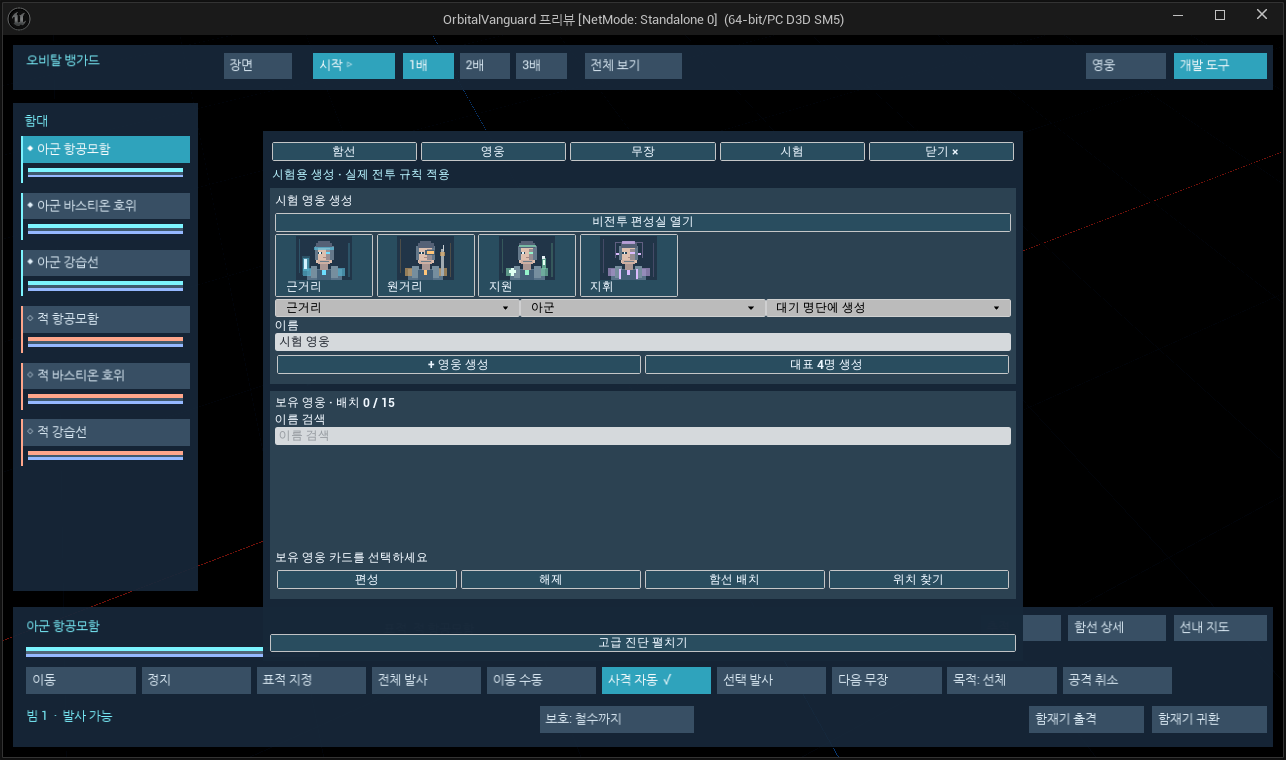 OrbitalVanguard 프리뷰 [NetMode: Standalone 0] (64-bit/PC D3D SM5)
오비탈 뱅가드 장면 시작 ▷ 1배 2배 3배 전체 보기 영웅 개발 도구
함대
◆ 아군 항공모함
◆ 아군 바스티온 호위
◆ 아군 강습선
◇ 적 항공모함
◇ 적 바스티온 호위
◇ 적 강습선
함선 영웅 무장 시험 닫기 ×
시험용 생성 · 실제 전투 규칙 적용
시험 영웅 생성
비전투 편성실 열기
근거리 원거리 지원 지휘
근거리 아군 대기 명단에 생성
이름
시험 영웅
+ 영웅 생성 대표 4명 생성
보유 영웅 · 배치 0 / 15
이름 검색
이름 검색
보유 영웅 카드를 선택하세요
편성 해제 함선 배치 위치 찾기
고급 진단 펼치기
아군 항공모함 함선 상세 선내 지도
이동 정지 표적 지정 전체 발사 이동 수동 사격 자동 √ 선택 발사 다음 무장 목적: 선체 공격 취소
빔 1 · 발사 가능 보호: 철수까지 함재기 출격 함재기 귀환